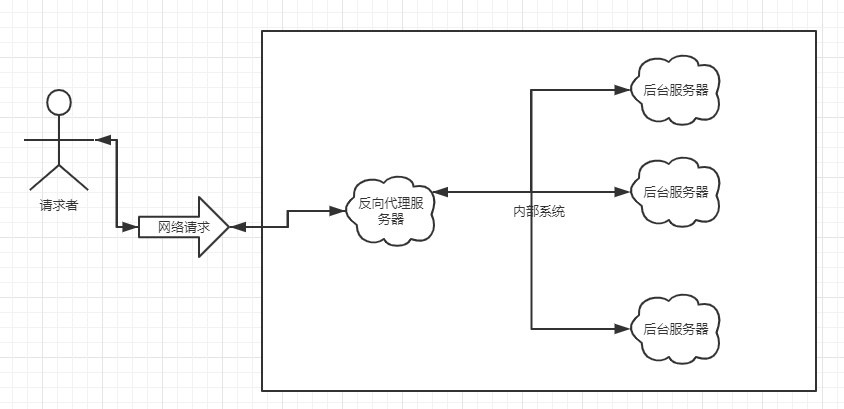 请求者
网络请求
反向代理服
务器
内部系统
后台服务器
后台服务器
后台服务器